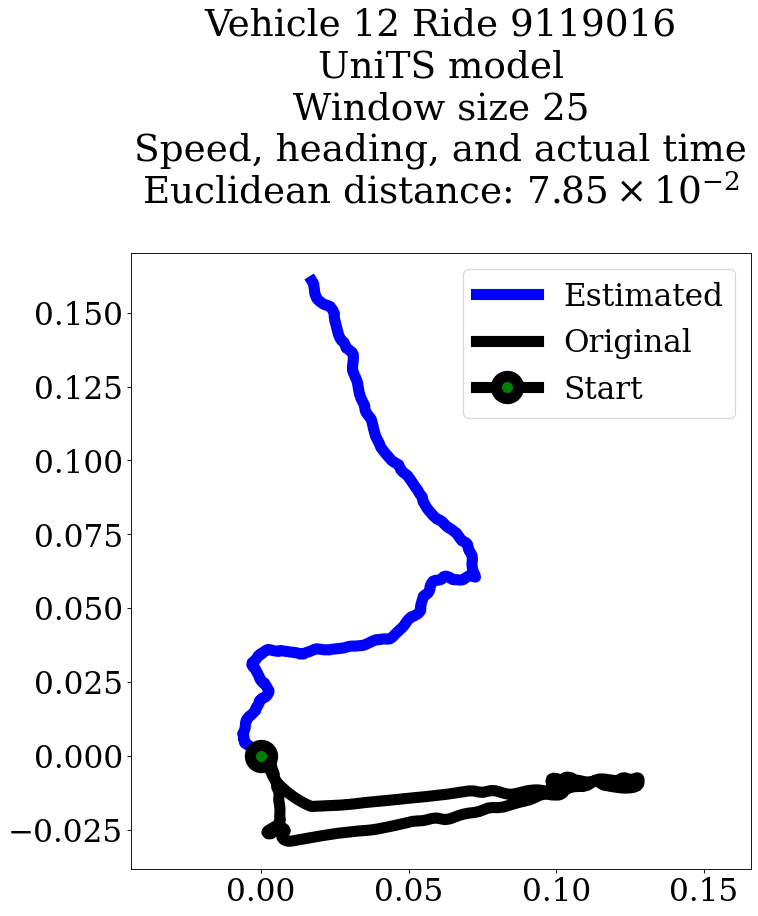 Vehicle 12 Ride 9119016
UniTS model
Window size 25
Speed, heading, and actual time
Euclidean distance: 7.85 × 10⁻²
Estimated
Original
Start
0.150
0.125
0.100
0.075
0.050
0.025
0.000
−0.025
0.00 0.05 0.10 0.15